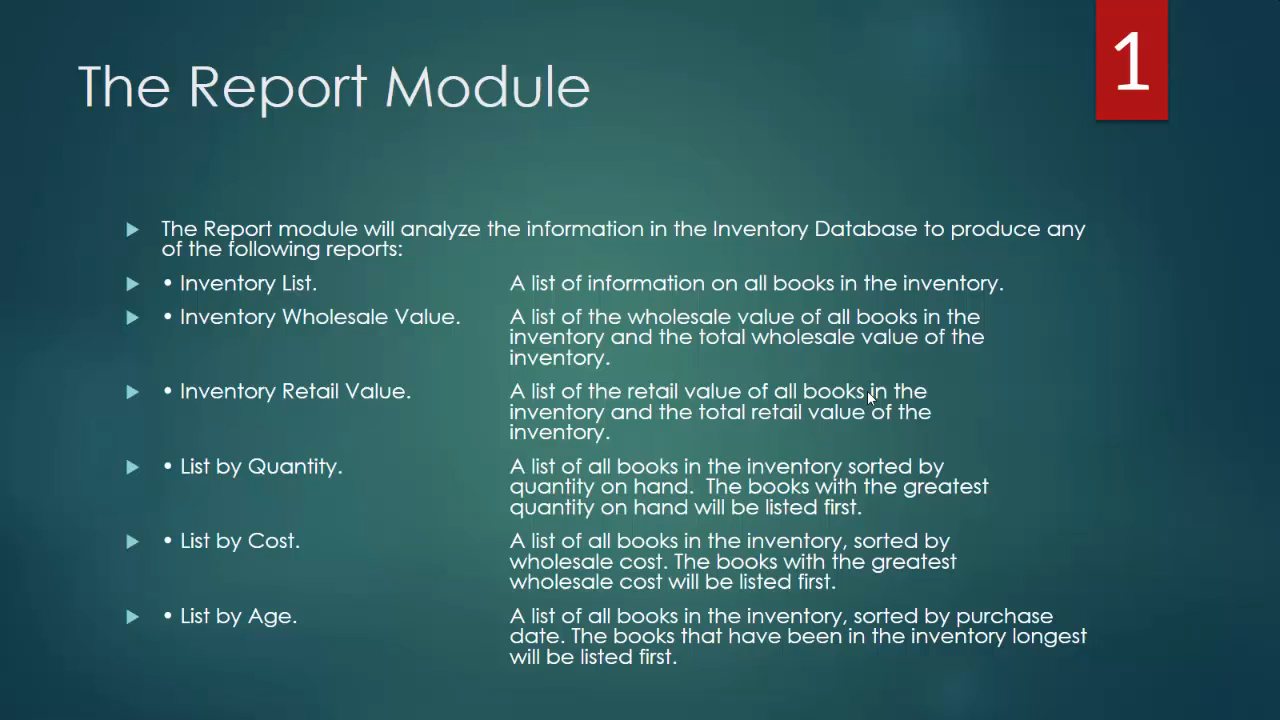 1
The Report Module
The Report module will analyze the information in the Inventory Database to produce any
of the following reports:
• Inventory List. A list of information on all books in the inventory.
• Inventory Wholesale Value. A list of the wholesale value of all books in the
inventory and the total wholesale value of the
inventory.
• Inventory Retail Value. A list of the retail value of all books in the
inventory and the total retail value of the
inventory.
• List by Quantity. A list of all books in the inventory sorted by
quantity on hand.  The books with the greatest
quantity on hand will be listed first.
• List by Cost. A list of all books in the inventory, sorted by
wholesale cost. The books with the greatest
wholesale cost will be listed first.
• List by Age. A list of all books in the inventory, sorted by purchase
date. The books that have been in the inventory longest
will be listed first.